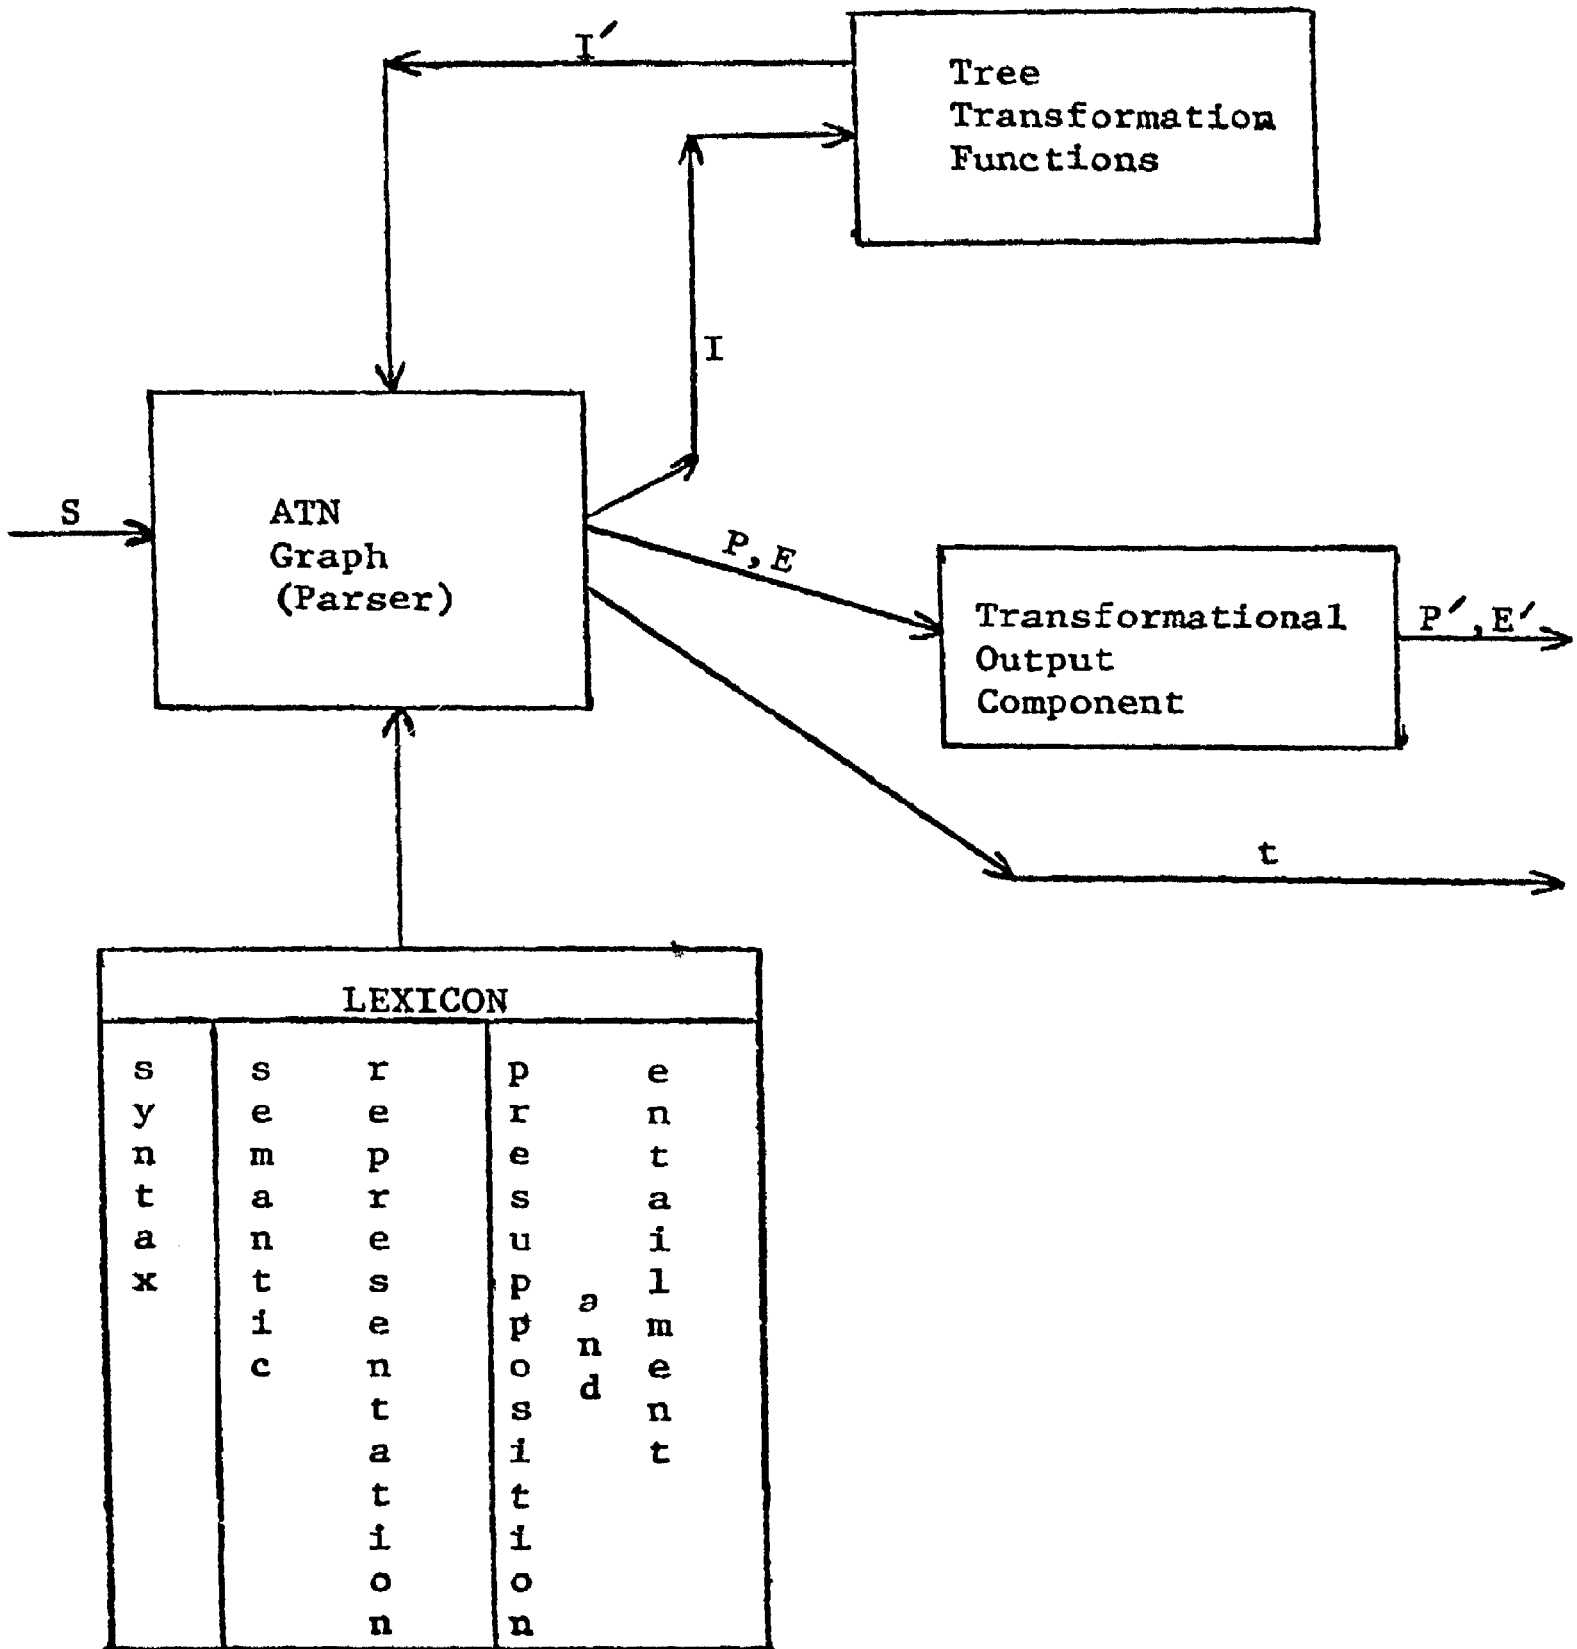 I′
Tree
Transformation
Functions
I
S
ATN
Graph
(Parser)
P,E
Transformational
Output
Component
P′,E′
t
LEXICON
syntax
semantic
representation
presupposition
and
entailment